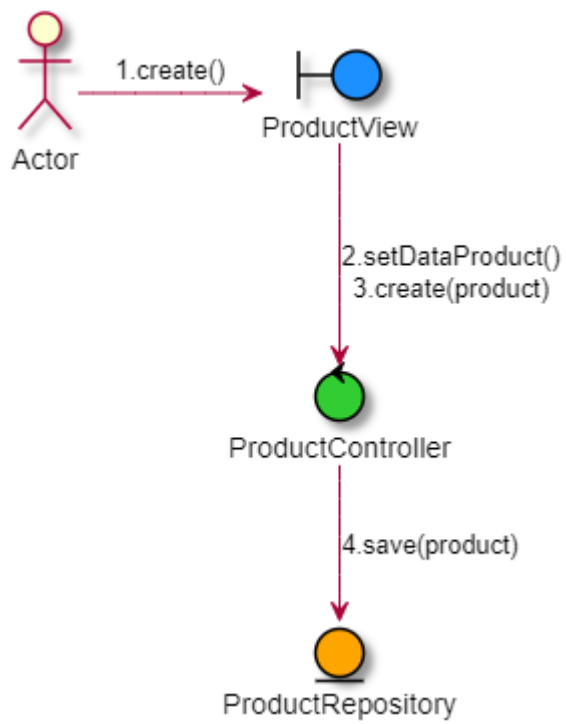 1.create()
Actor
ProductView
2.setDataProduct()
3.create(product)
ProductController
4.save(product)
ProductRepository